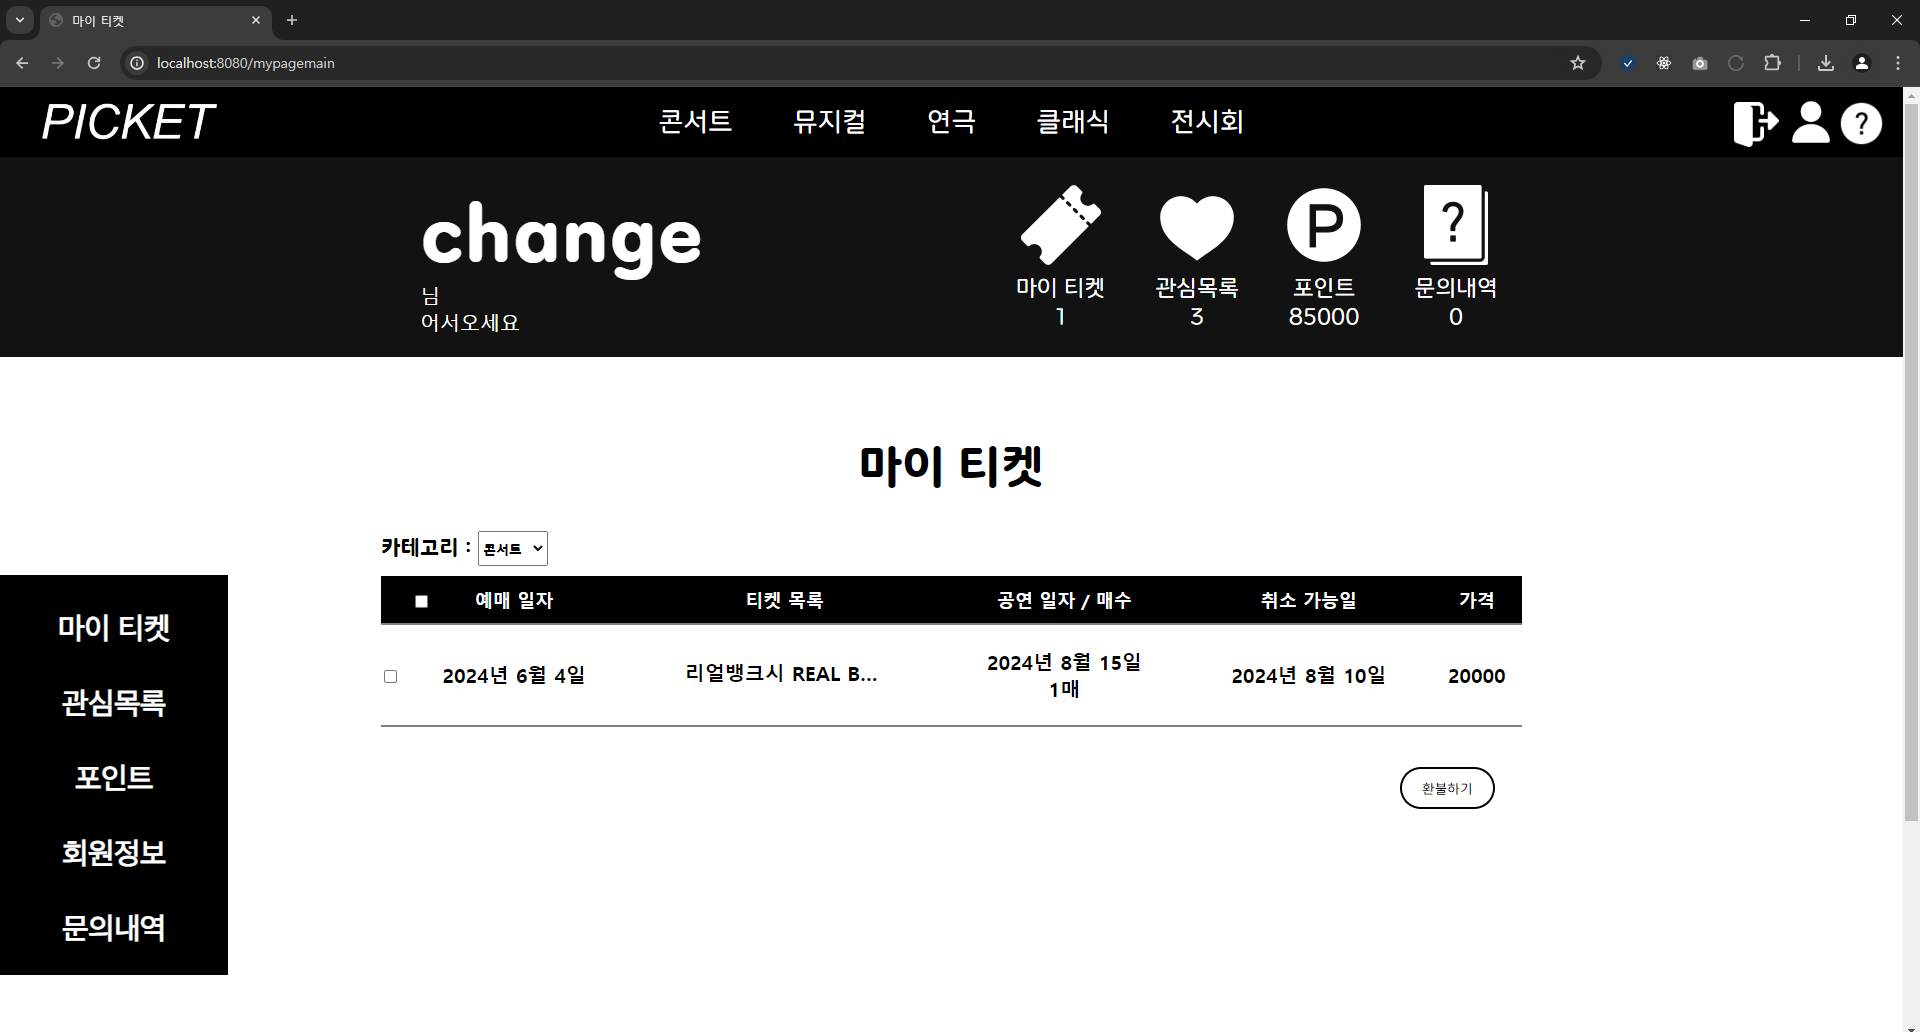 마이 티켓
localhost:8080/mypagemain
PICKET
콘서트 뮤지컬 연극 클래식 전시회
?
change
님
어서오세요
P
?
마이 티켓 관심목록 포인트 문의내역
1 3 85000 0
마이 티켓
카테고리 : 콘서트
예매 일자 티켓 목록 공연 일자 / 매수 취소 가능일 가격
2024년 6월 4일 리얼뱅크시 REAL B... 2024년 8월 15일 2024년 8월 10일 20000
1매
환불하기
마이 티켓
관심목록
포인트
회원정보
문의내역